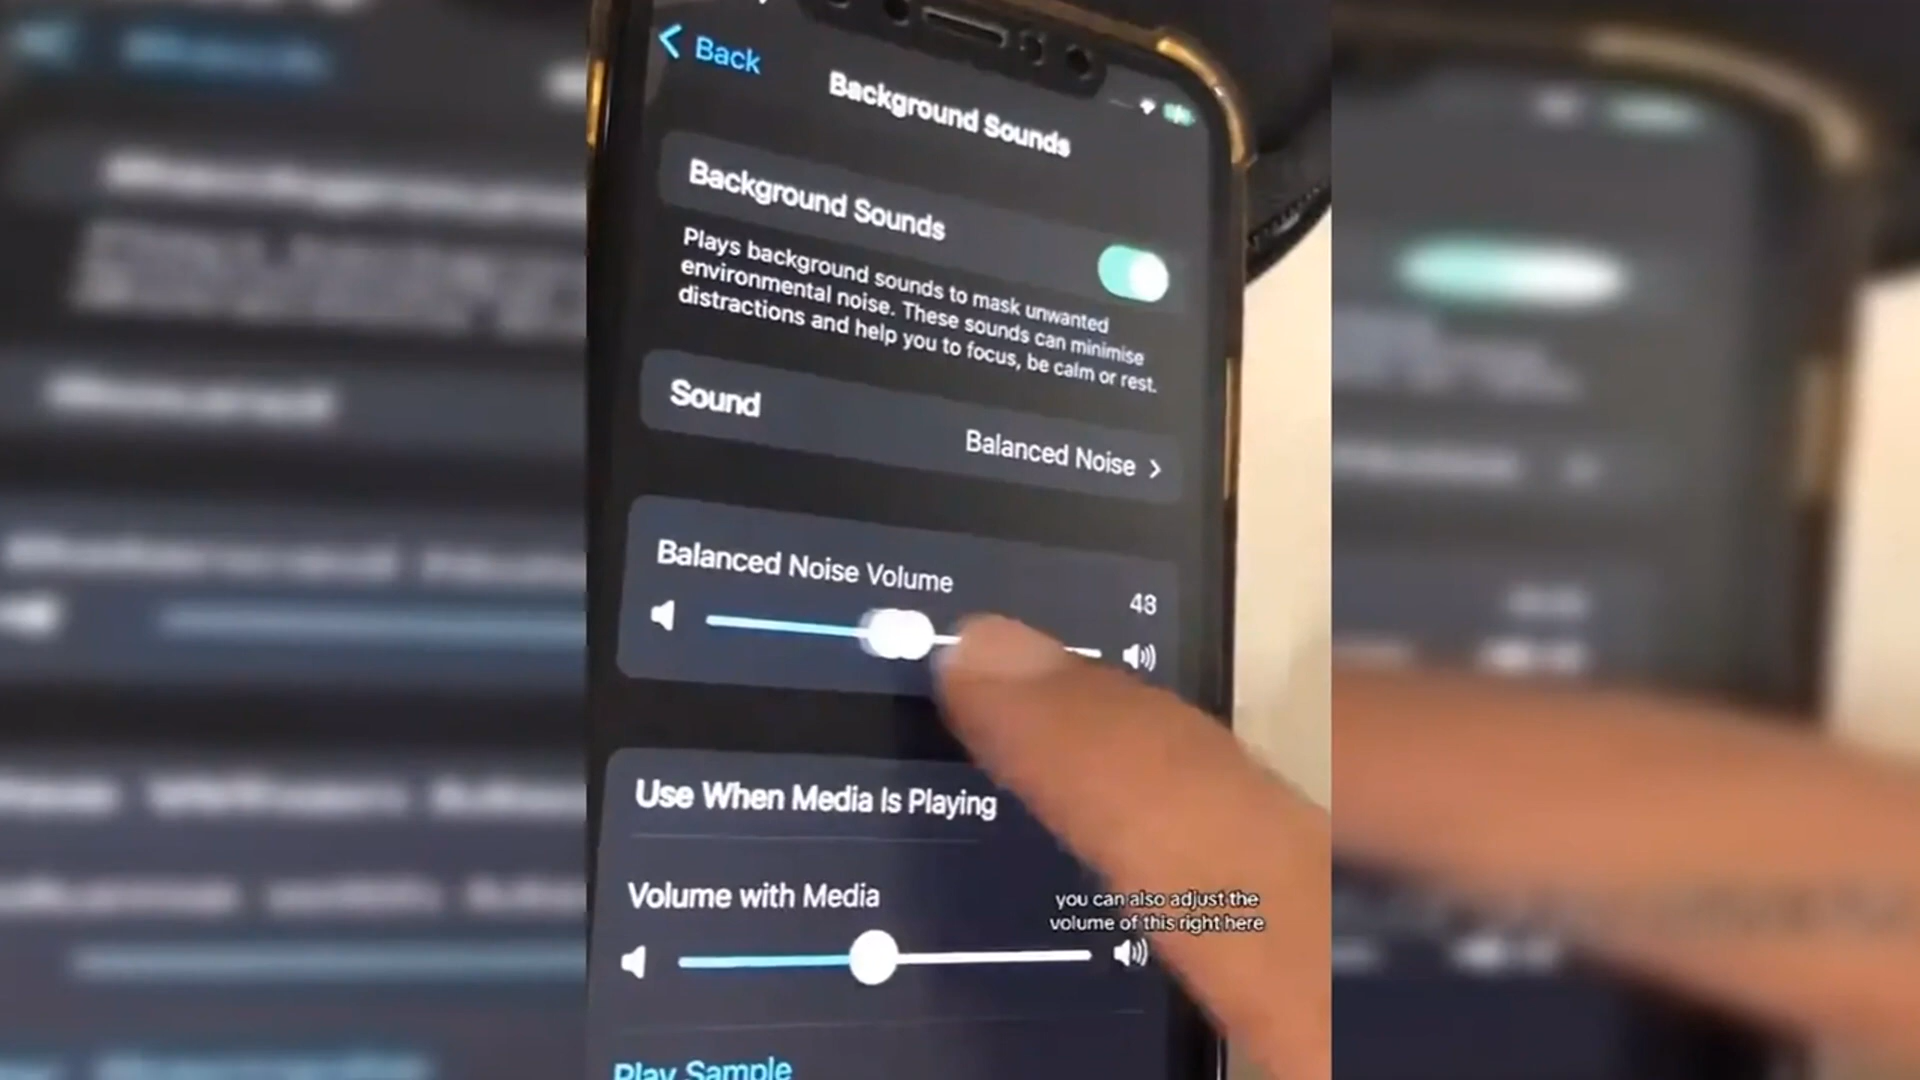 Back
Background Sounds
Background Sounds
Plays background sounds to mask unwanted
environmental noise. These sounds can minimise
distractions and help you to focus, be calm or rest.
Sound
Balanced Noise
Balanced Noise Volume
48
Use When Media Is Playing
Volume with Media
you can also adjust the
volume of this right here
Play Sample